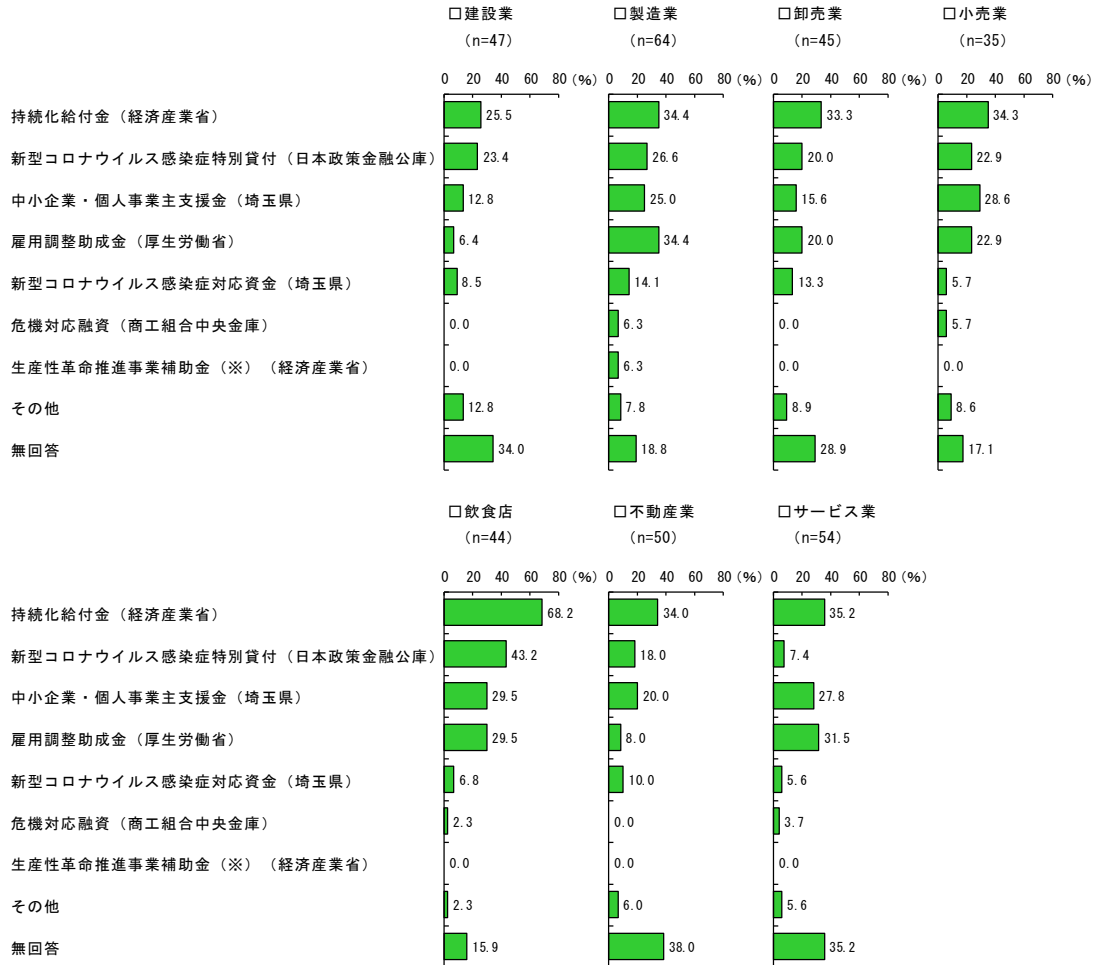 □建設業 □製造業 □卸売業 □小売業
(n=47) (n=64) (n=45) (n=35)
0 20 40 60 80 (%) 0 20 40 60 80 (%) 0 20 40 60 80 (%) 0 20 40 60 80 (%)
持続化給付金（経済産業省） 25.5 34.4 33.3 34.3
新型コロナウイルス感染症特別貸付（日本政策金融公庫） 23.4 26.6 20.0 22.9
中小企業・個人事業主支援金（埼玉県） 12.8 25.0 15.6 28.6
雇用調整助成金（厚生労働省） 6.4 34.4 20.0 22.9
新型コロナウイルス感染症対応資金（埼玉県） 8.5 14.1 13.3 5.7
危機対応融資（商工組合中央金庫） 0.0 6.3 0.0 5.7
生産性革命推進事業補助金（※）（経済産業省） 0.0 6.3 0.0 0.0
その他 12.8 7.8 8.9 8.6
無回答 34.0 18.8 28.9 17.1
□飲食店 □不動産業 □サービス業
(n=44) (n=50) (n=54)
0 20 40 60 80 (%) 0 20 40 60 80 (%) 0 20 40 60 80 (%)
持続化給付金（経済産業省） 68.2 34.0 35.2
新型コロナウイルス感染症特別貸付（日本政策金融公庫） 43.2 18.0 7.4
中小企業・個人事業主支援金（埼玉県） 29.5 20.0 27.8
雇用調整助成金（厚生労働省） 29.5 8.0 31.5
新型コロナウイルス感染症対応資金（埼玉県） 6.8 10.0 5.6
危機対応融資（商工組合中央金庫） 2.3 0.0 3.7
生産性革命推進事業補助金（※）（経済産業省） 0.0 0.0 0.0
その他 2.3 6.0 5.6
無回答 15.9 38.0 35.2